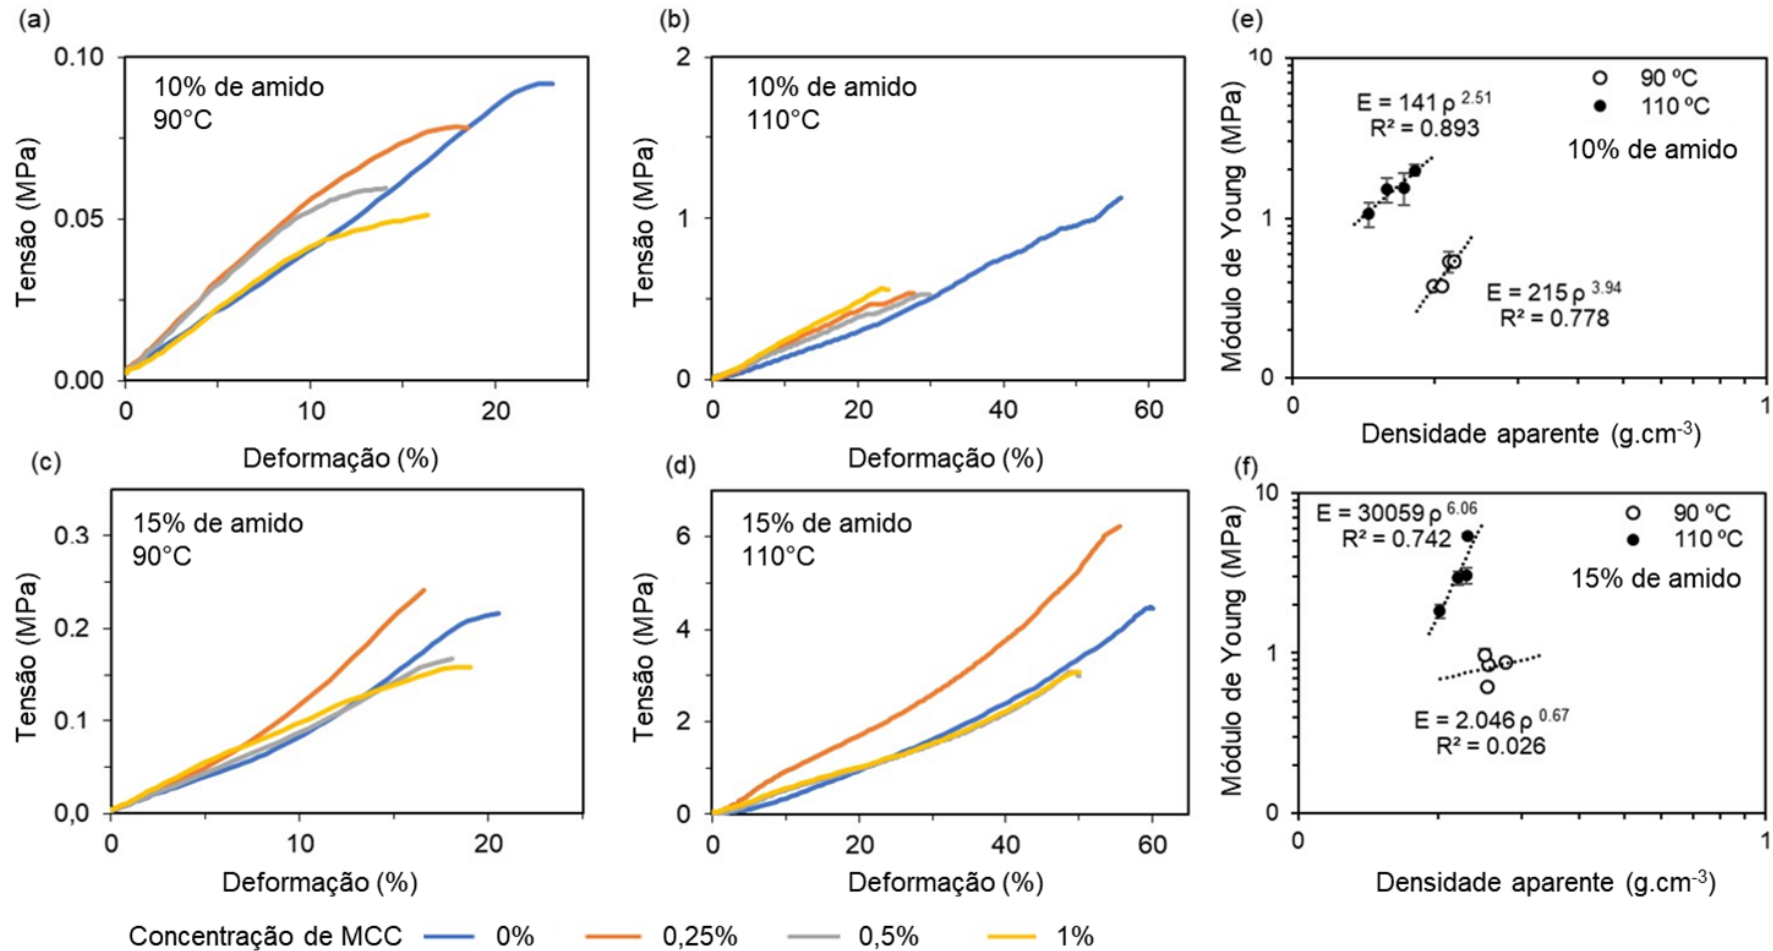 (a)
10% de amido
90°C
0.10
0.05
0.00
0
10
20
Tensão (MPa)
Deformação (%)
(b)
10% de amido
110°C
2
1
0
0
20
40
60
Tensão (MPa)
Deformação (%)
(e)
10
1
0
0
1
90 ºC
110 ºC
10% de amido
E = 141 ρ 2.51
R² = 0.893
E = 215 ρ 3.94
R² = 0.778
Módulo de Young (MPa)
Densidade aparente (g.cm-3)
(c)
15% de amido
90°C
0.3
0.2
0.1
0,0
0
10
20
Tensão (MPa)
Deformação (%)
(d)
15% de amido
110°C
6
4
2
0
0
20
40
60
Tensão (MPa)
Deformação (%)
(f)
10
1
0
0
1
90 ºC
110 ºC
15% de amido
E = 30059 ρ 6.06
R² = 0.742
E = 2.046 ρ 0.67
R² = 0.026
Módulo de Young (MPa)
Densidade aparente (g.cm-3)
Concentração de MCC 0% 0,25% 0,5% 1%